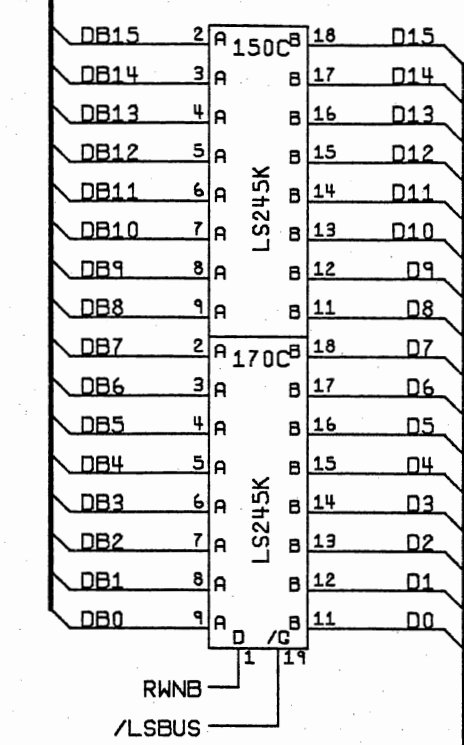 DB15 2 A 150C B 18 D15
DB14 3 A B 17 D14
DB13 4 A B 16 D13
DB12 5 A B 15 D12
DB11 6 A B 14 D11
DB10 7 A B 13 D10
DB9 8 A B 12 D9
DB8 9 A B 11 D8
LS245K
DB7 2 A 170C B 18 D7
DB6 3 A B 17 D6
DB5 4 A B 16 D5
DB4 5 A B 15 D4
DB3 6 A B 14 D3
DB2 7 A B 13 D2
DB1 8 A B 12 D1
DB0 9 A B 11 D0
LS245K
D /G
1 19
RWNB
/LSBUS